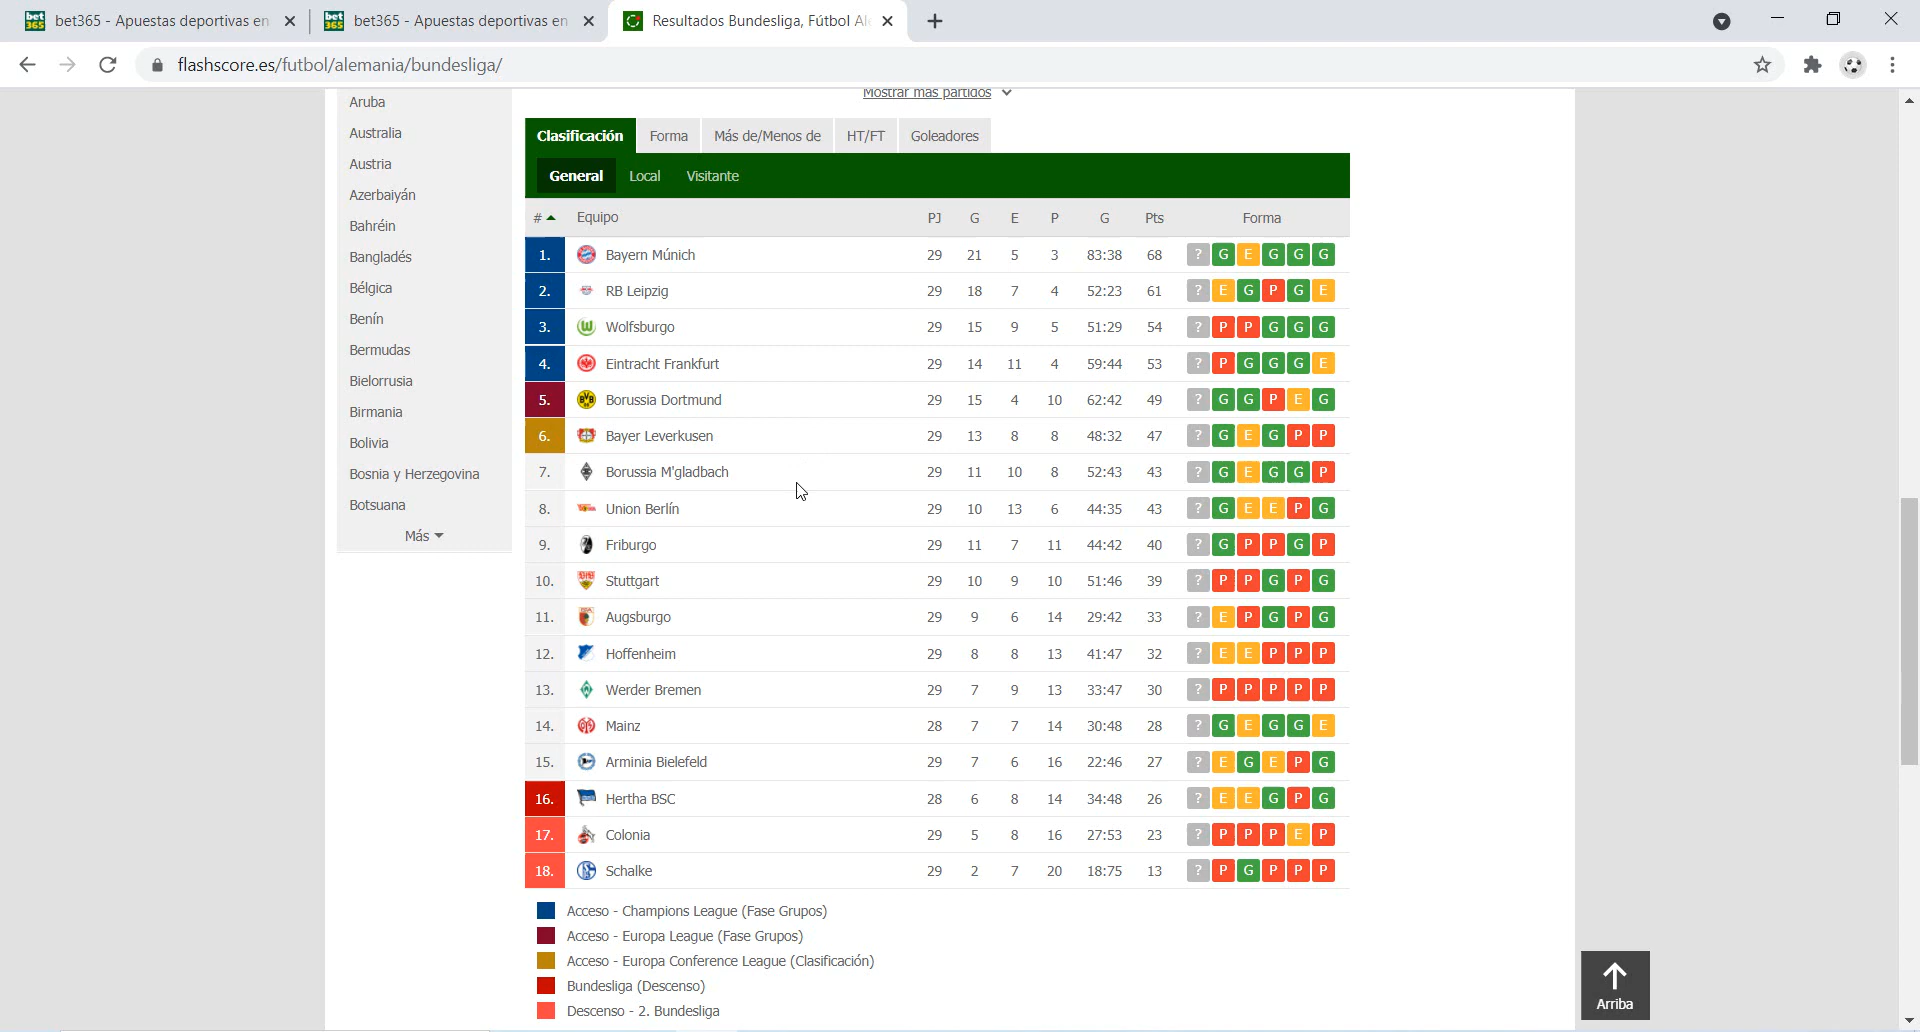 bet365 - Apuestas deportivas en
bet365 - Apuestas deportivas en
Resultados Bundesliga, Fútbol Ale
flashscore.es/futbol/alemania/bundesliga/
Aruba
Australia
Austria
Azerbaiyán
Bahréin
Bangladés
Bélgica
Benín
Bermudas
Bielorrusia
Birmania
Bolivia
Bosnia y Herzegovina
Botsuana
Más
Mostrar más partidos
Clasificación Forma Más de/Menos de HT/FT Goleadores
General Local Visitante
# Equipo PJ G E P G Pts Forma
1. Bayern Múnich 29 21 5 3 83:38 68 ? G E G G G
2. RB Leipzig 29 18 7 4 52:23 61 ? E G P G E
3. Wolfsburgo 29 15 9 5 51:29 54 ? P P G G G
4. Eintracht Frankfurt 29 14 11 4 59:44 53 ? P G G G E
5. Borussia Dortmund 29 15 4 10 62:42 49 ? G G P E G
6. Bayer Leverkusen 29 13 8 8 48:32 47 ? G E G P P
7. Borussia M'gladbach 29 11 10 8 52:43 43 ? G E G G P
8. Union Berlín 29 10 13 6 44:35 43 ? G E E P G
9. Friburgo 29 11 7 11 44:42 40 ? G P P G P
10. Stuttgart 29 10 9 10 51:46 39 ? P P G P G
11. Augsburgo 29 9 6 14 29:42 33 ? E P G P G
12. Hoffenheim 29 8 8 13 41:47 32 ? E E P P P
13. Werder Bremen 29 7 9 13 33:47 30 ? P P P P P
14. Mainz 28 7 7 14 30:48 28 ? G E G G E
15. Arminia Bielefeld 29 7 6 16 22:46 27 ? E G E P G
16. Hertha BSC 28 6 8 14 34:48 26 ? E E G P G
17. Colonia 29 5 8 16 27:53 23 ? P P P E P
18. Schalke 29 2 7 20 18:75 13 ? P G P P P
Acceso - Champions League (Fase Grupos)
Acceso - Europa League (Fase Grupos)
Acceso - Europa Conference League (Clasificación)
Bundesliga (Descenso)
Descenso - 2. Bundesliga
Arriba